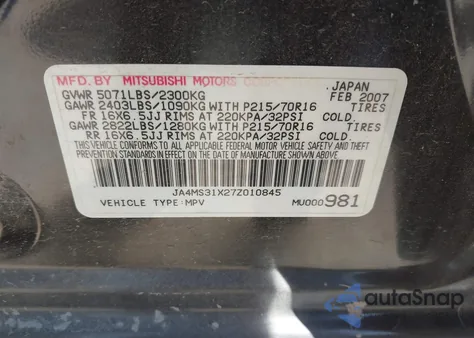 MFD. BY MITSUBISHI MOTORS CORP. JAPAN
GVWR 5071LBS/2300KG FEB 2007
GAWR 2403LBS/1090KG WITH P215/70R16 TIRES
FR 16X6.5JJ RIMS AT 220KPA/32PSI COLD.
GAWR 2822LBS/1280KG WITH P215/70R16 TIRES
RR 16X6.5JJ RIMS AT 220KPA/32PSI COLD.
THIS VEHICLE CONFORMS TO ALL APPLICABLE FEDERAL MOTOR VEHICLE SAFETY AND THEFT PREVENTION STANDARDS IN EFFECT ON THE DATE OF MANUFACTURE SHOWN ABOVE.
JA4MS31X27Z010845
VEHICLE TYPE:MPV MU000981
autoSnap